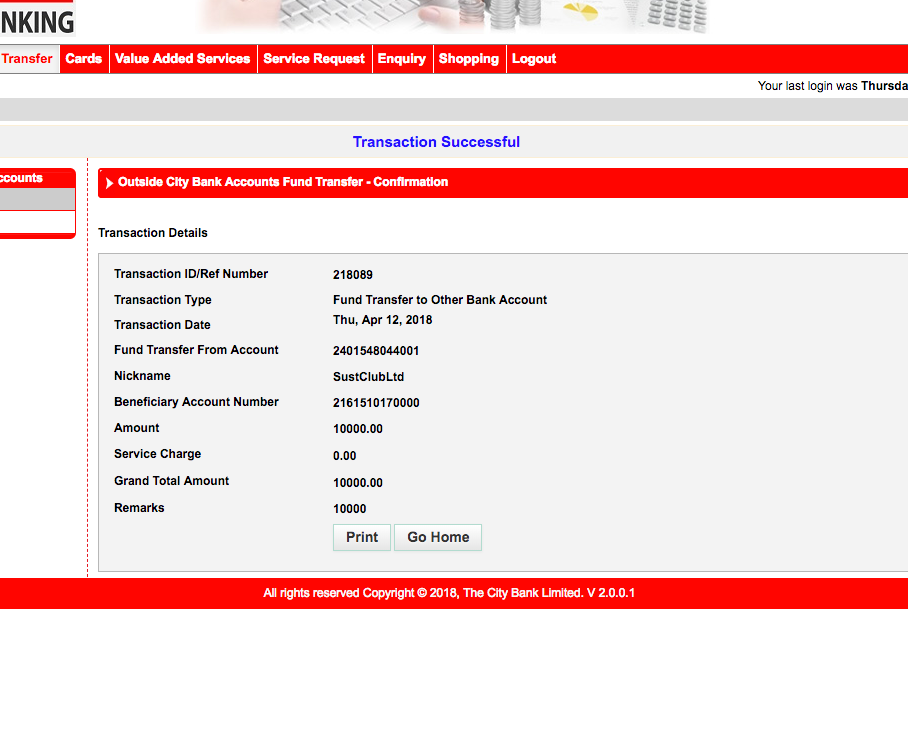 NKING
Transfer Cards Value Added Services Service Request Enquiry Shopping Logout
Your last login was Thursda
Transaction Successful
ccounts
Outside City Bank Accounts Fund Transfer - Confirmation
Transaction Details
Transaction ID/Ref Number 218089
Transaction Type Fund Transfer to Other Bank Account
Transaction Date Thu, Apr 12, 2018
Fund Transfer From Account 2401548044001
Nickname SustClubLtd
Beneficiary Account Number 2161510170000
Amount 10000.00
Service Charge 0.00
Grand Total Amount 10000.00
Remarks 10000
Print Go Home
All rights reserved Copyright © 2018, The City Bank Limited. V 2.0.0.1